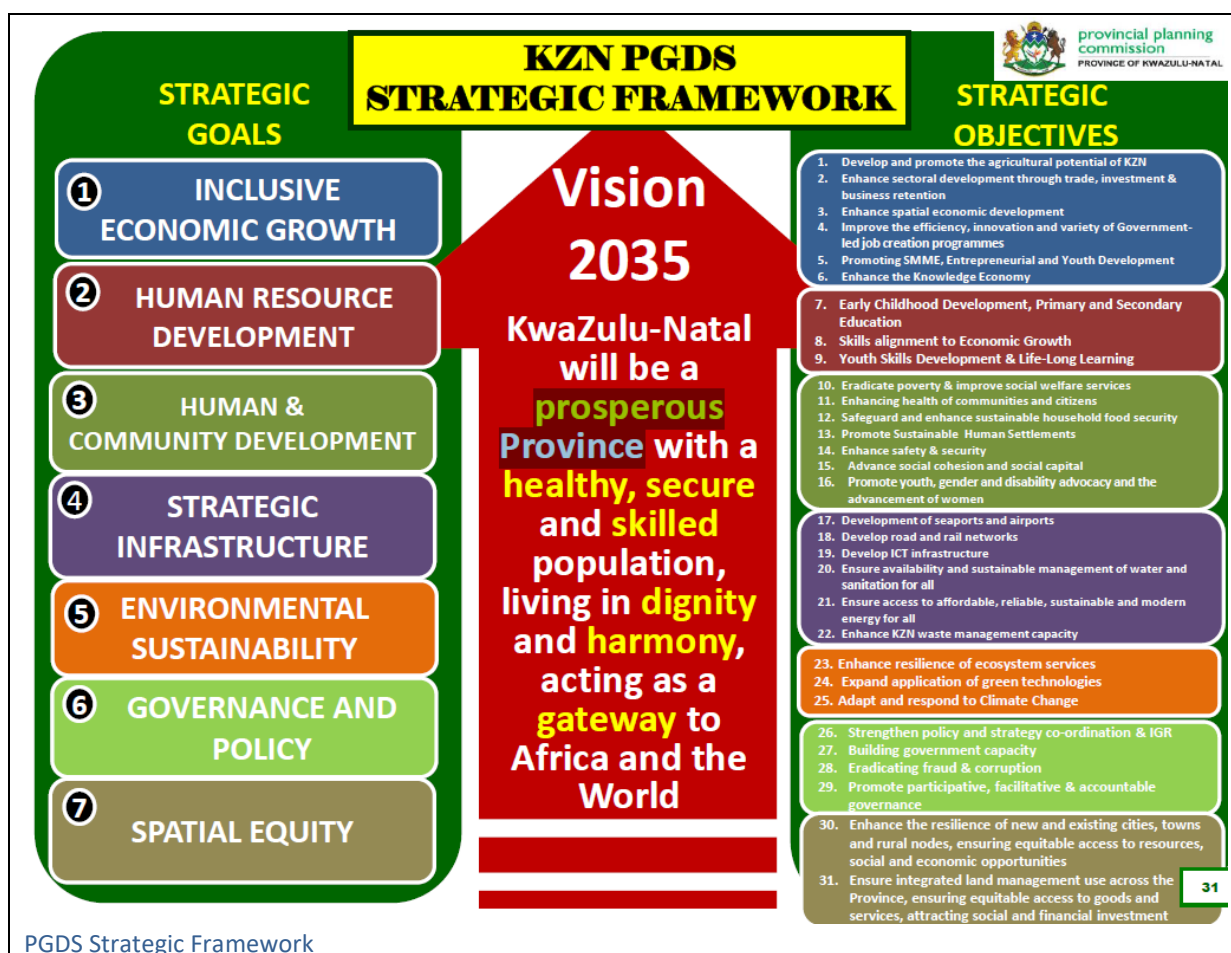 KZN PGDS
STRATEGIC FRAMEWORK
provincial planning
commission
PROVINCE OF KWAZULU-NATAL
STRATEGIC
GOALS
1 INCLUSIVE
ECONOMIC GROWTH
2 HUMAN RESOURCE
DEVELOPMENT
3 HUMAN &
COMMUNITY DEVELOPMENT
4 STRATEGIC
INFRASTRUCTURE
5 ENVIRONMENTAL
SUSTAINABILITY
6 GOVERNANCE AND
POLICY
7 SPATIAL EQUITY
Vision
2035
KwaZulu-Natal
will be a
prosperous
Province with a
healthy, secure
and skilled
population,
living in dignity
and harmony,
acting as a
gateway to
Africa and the
World
STRATEGIC
OBJECTIVES
1. Develop and promote the agricultural potential of KZN
2. Enhance sectoral development through trade, investment &
business retention
3. Enhance spatial economic development
4. Improve the efficiency, innovation and variety of Government-
led job creation programmes
5. Promoting SMME, Entrepreneurial and Youth Development
6. Enhance the Knowledge Economy
7. Early Childhood Development, Primary and Secondary
Education
8. Skills alignment to Economic Growth
9. Youth Skills Development & Life-Long Learning
10. Eradicate poverty & improve social welfare services
11. Enhancing health of communities and citizens
12. Safeguard and enhance sustainable household food security
13. Promote Sustainable Human Settlements
14. Enhance safety & security
15. Advance social cohesion and social capital
16. Promote youth, gender and disability advocacy and the
advancement of women
17. Development of seaports and airports
18. Develop road and rail networks
19. Develop ICT infrastructure
20. Ensure availability and sustainable management of water and
sanitation for all
21. Ensure access to affordable, reliable, sustainable and modern
energy for all
22. Enhance KZN waste management capacity
23. Enhance resilience of ecosystem services
24. Expand application of green technologies
25. Adapt and respond to Climate Change
26. Strengthen policy and strategy co-ordination & IGR
27. Building government capacity
28. Eradicating fraud & corruption
29. Promote participative, facilitative & accountable
governance
30. Enhance the resilience of new and existing cities, towns
and rural nodes, ensuring equitable access to resources,
social and economic opportunities
31. Ensure integrated land management use across the
Province, ensuring equitable access to goods and
services, attracting social and financial investment
31
PGDS Strategic Framework